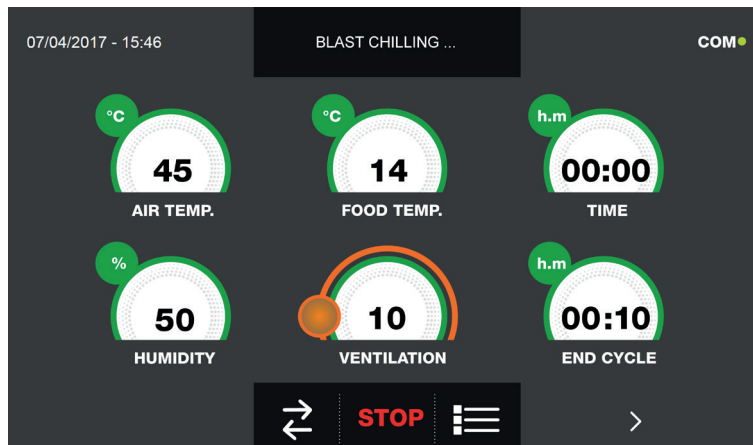 07/04/2017 - 15:46
BLAST CHILLING ...
COM
°C
45
AIR TEMP.
°C
14
FOOD TEMP.
h.m
00:00
TIME
%
50
HUMIDITY
10
VENTILATION
h.m
00:10
END CYCLE
STOP